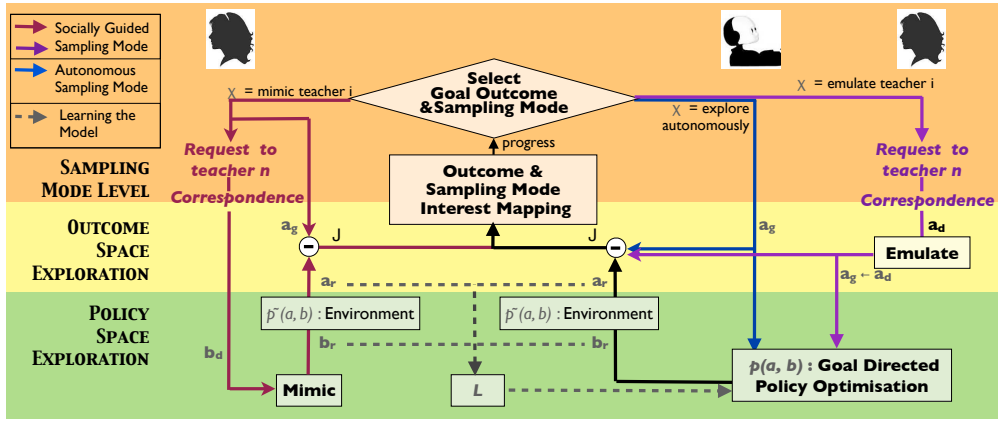 Socially Guided
Sampling Mode
Autonomous
Sampling Mode
Learning the
Model
Select
Goal Outcome
&Sampling Mode
χ = mimic teacher i
χ = emulate teacher i
χ = explore
autonomously
progress
Request to
teacher n
Correspondence
Outcome &
Sampling Mode
Interest Mapping
Request to
teacher n
Correspondence
SAMPLING
MODE LEVEL
OUTCOME
SPACE
EXPLORATION
a_g
J
J
a_g
a_d
Emulate
a_g ← a_d
a_r
a_r
POLICY
SPACE
EXPLORATION
p̃(a, b) : Environment
p̃(a, b) : Environment
b_d
b_r
b_r
Mimic
L
p(a, b) : Goal Directed
Policy Optimisation